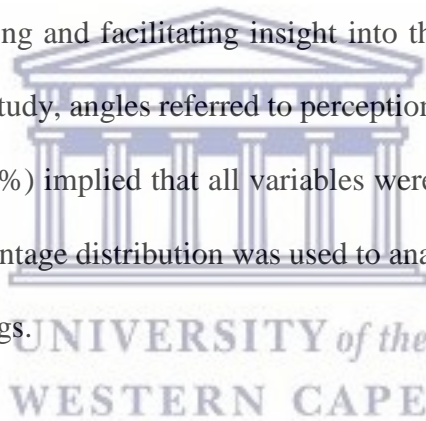 ng and facilitating insight into th
tudy, angles referred to perception
%) implied that all variables were
ntage distribution was used to ana
gs.
UNIVERSITY of the
WESTERN CAPE